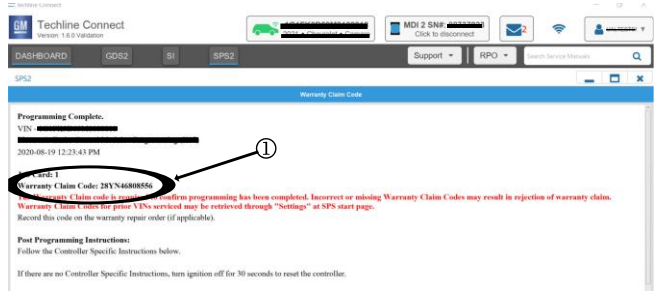 Techline Connect
GM Techline Connect
Version 1.6.0 Validation
2021 • Chevrolet • Camaro
MDI 2 SN#:
Click to disconnect
2
DASHBOARD GDS2 SI SPS2 Support RPO Search Service Manuals
SPS2
Warranty Claim Code
Programming Complete.
VIN -
2020-08-19 12:23:43 PM
Card: 1
Warranty Claim Code: 28YN46808556
Warranty Claim code is required to confirm programming has been completed. Incorrect or missing Warranty Claim Codes may result in rejection of warranty claim.
Warranty Claim Codes for prior VINs serviced may be retrieved through "Settings" at SPS start page.
Record this code on the warranty repair order (if applicable).
Post Programming Instructions:
Follow the Controller Specific Instructions below.
If there are no Controller Specific Instructions, turn ignition off for 30 seconds to reset the controller.
1